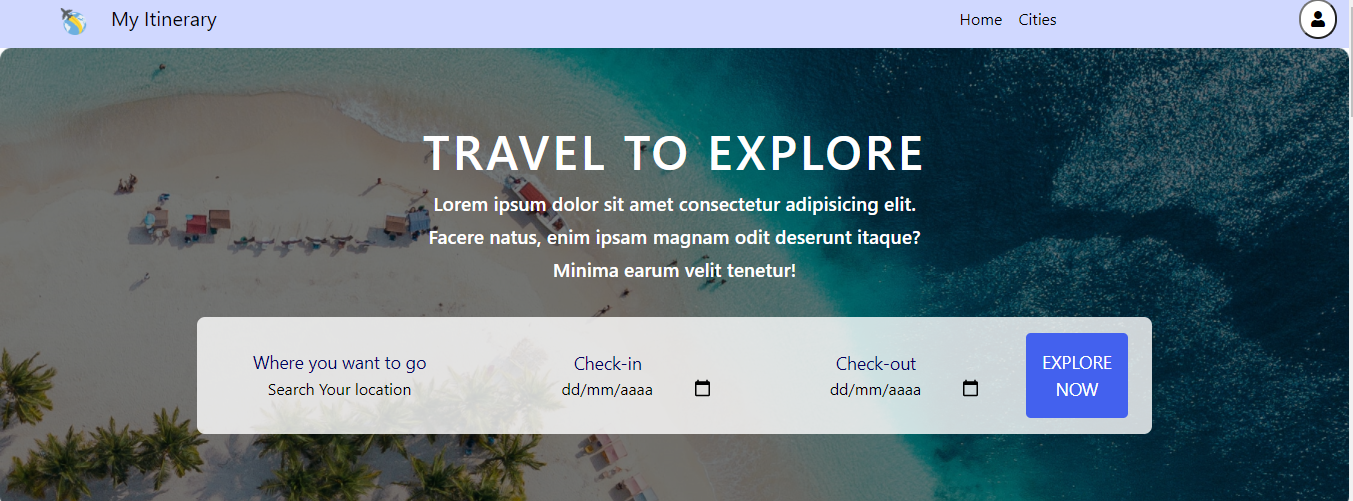 My Itinerary
Home
Cities
TRAVEL TO EXPLORE
Lorem ipsum dolor sit amet consectetur adipisicing elit.
Facere natus, enim ipsam magnam odit deserunt itaque?
Minima earum velit tenetur!
Where you want to go
Search Your location
Check-in
dd/mm/aaaa
Check-out
dd/mm/aaaa
EXPLORE
NOW